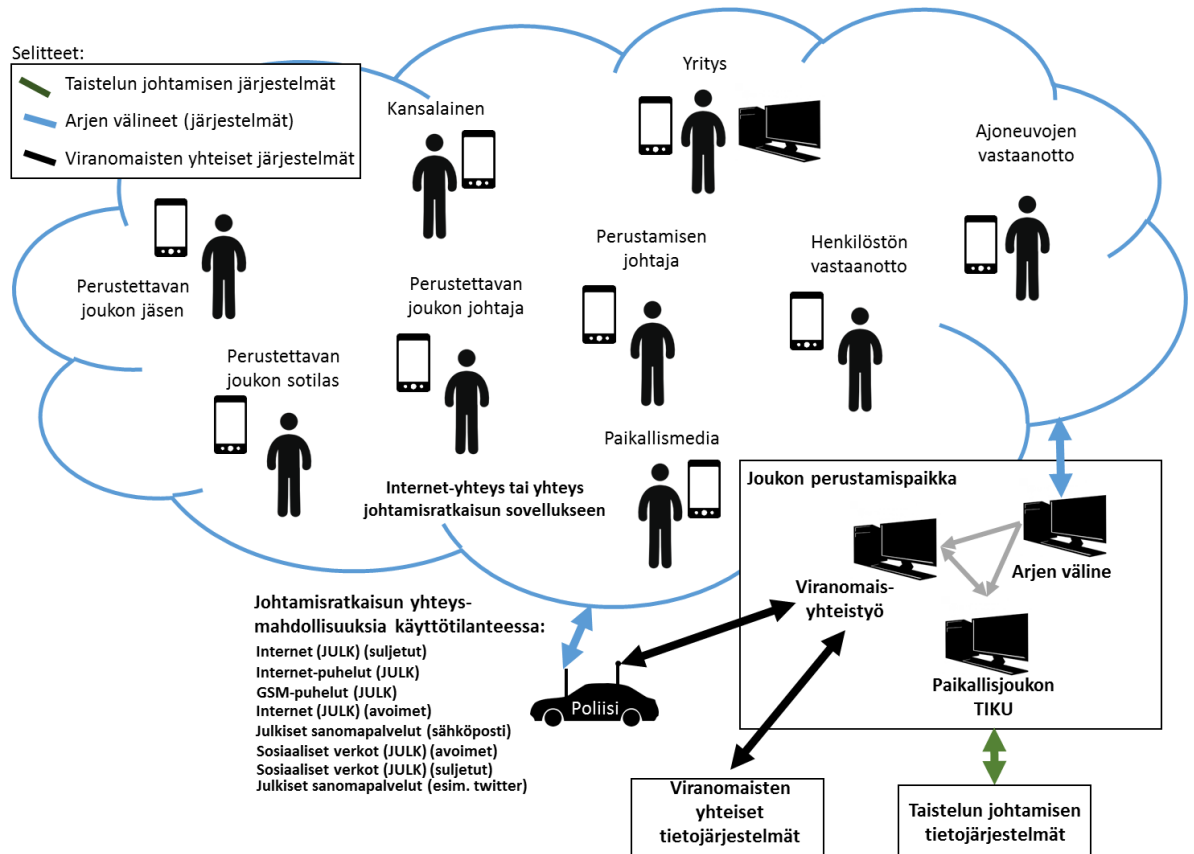 Selitteet:
Taistelun johtamisen järjestelmät
Arjen välineet (järjestelmät)
Viranomaisten yhteiset järjestelmät
Kansalainen
Yritys
Ajoneuvojen
vastaanotto
Perustettavan
joukon jäsen
Perustettavan
joukon johtaja
Perustamisen
johtaja
Henkilöstön
vastaanotto
Perustettavan
joukon sotilas
Paikallismedia
Internet-yhteys tai yhteys
johtamisratkaisun sovellukseen
Joukon perustamispaikka
Arjen väline
Viranomais-
yhteistyö
Paikallisjoukon
TIKU
Johtamisratkaisun yhteys-
mahdollisuuksia käyttötilanteessa:
Internet (JULK) (suljetut)
Internet-puhelut (JULK)
GSM-puhelut (JULK)
Internet (JULK) (avoimet)
Julkiset sanomapalvelut (sähköposti)
Sosiaaliset verkot (JULK) (avoimet)
Sosiaaliset verkot (JULK) (suljetut)
Julkiset sanomapalvelut (esim. twitter)
Poliisi
Viranomaisten
yhteiset
tietojärjestelmät
Taistelun johtamisen
tietojärjestelmät